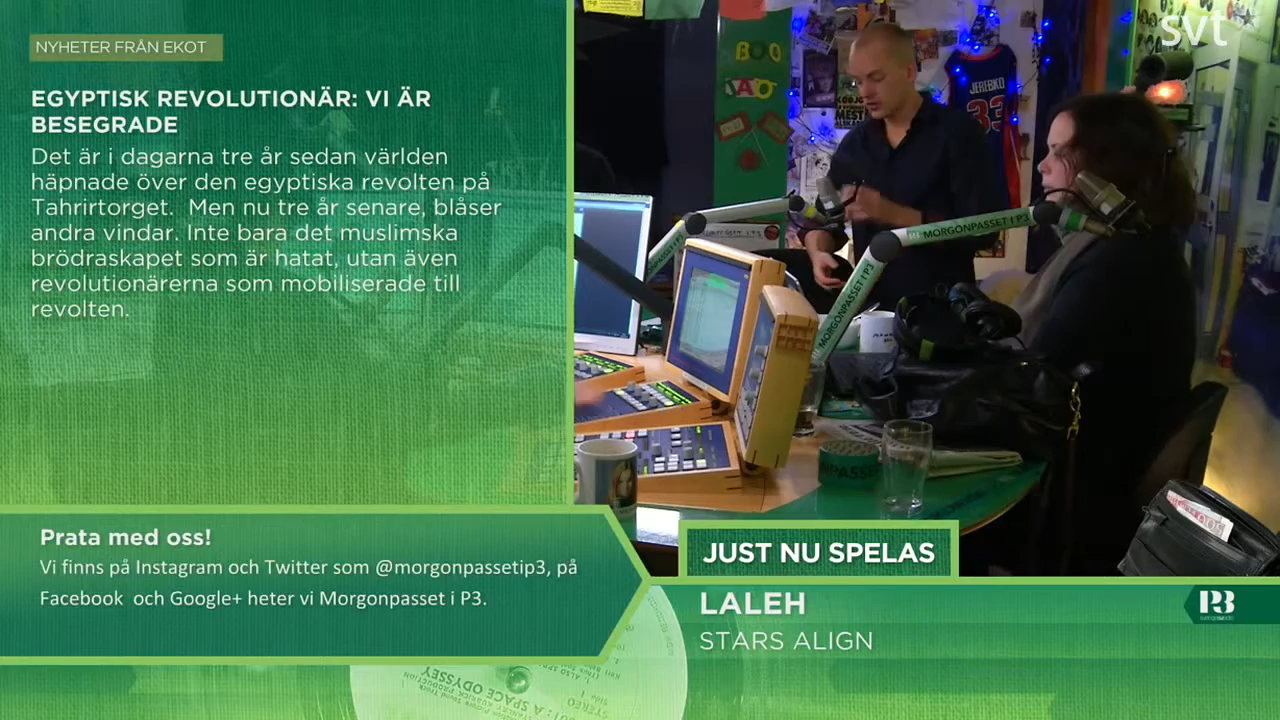 NYHETER FRÅN EKOT
EGYPTISK REVOLUTIONÄR: VI ÄR
BESEGRADE
Det är i dagarna tre år sedan världen
häpnade över den egyptiska revolten på
Tahrirtorget.  Men nu tre år senare, blåser
andra vindar. Inte bara det muslimska
brödraskapet som är hatat, utan även
revolutionärerna som mobiliserade till
revolten.
svt
BOO
JEREBKO
33
MORGONPASSET I P3
MORGONPASSET I P3
Prata med oss!
Vi finns på Instagram och Twitter som @morgonpassetip3, på
Facebook  och Google+ heter vi Morgonpasset i P3.
JUST NU SPELAS
LALEH
STARS ALIGN
P3
A SPACE ODYSSEY
STEREO